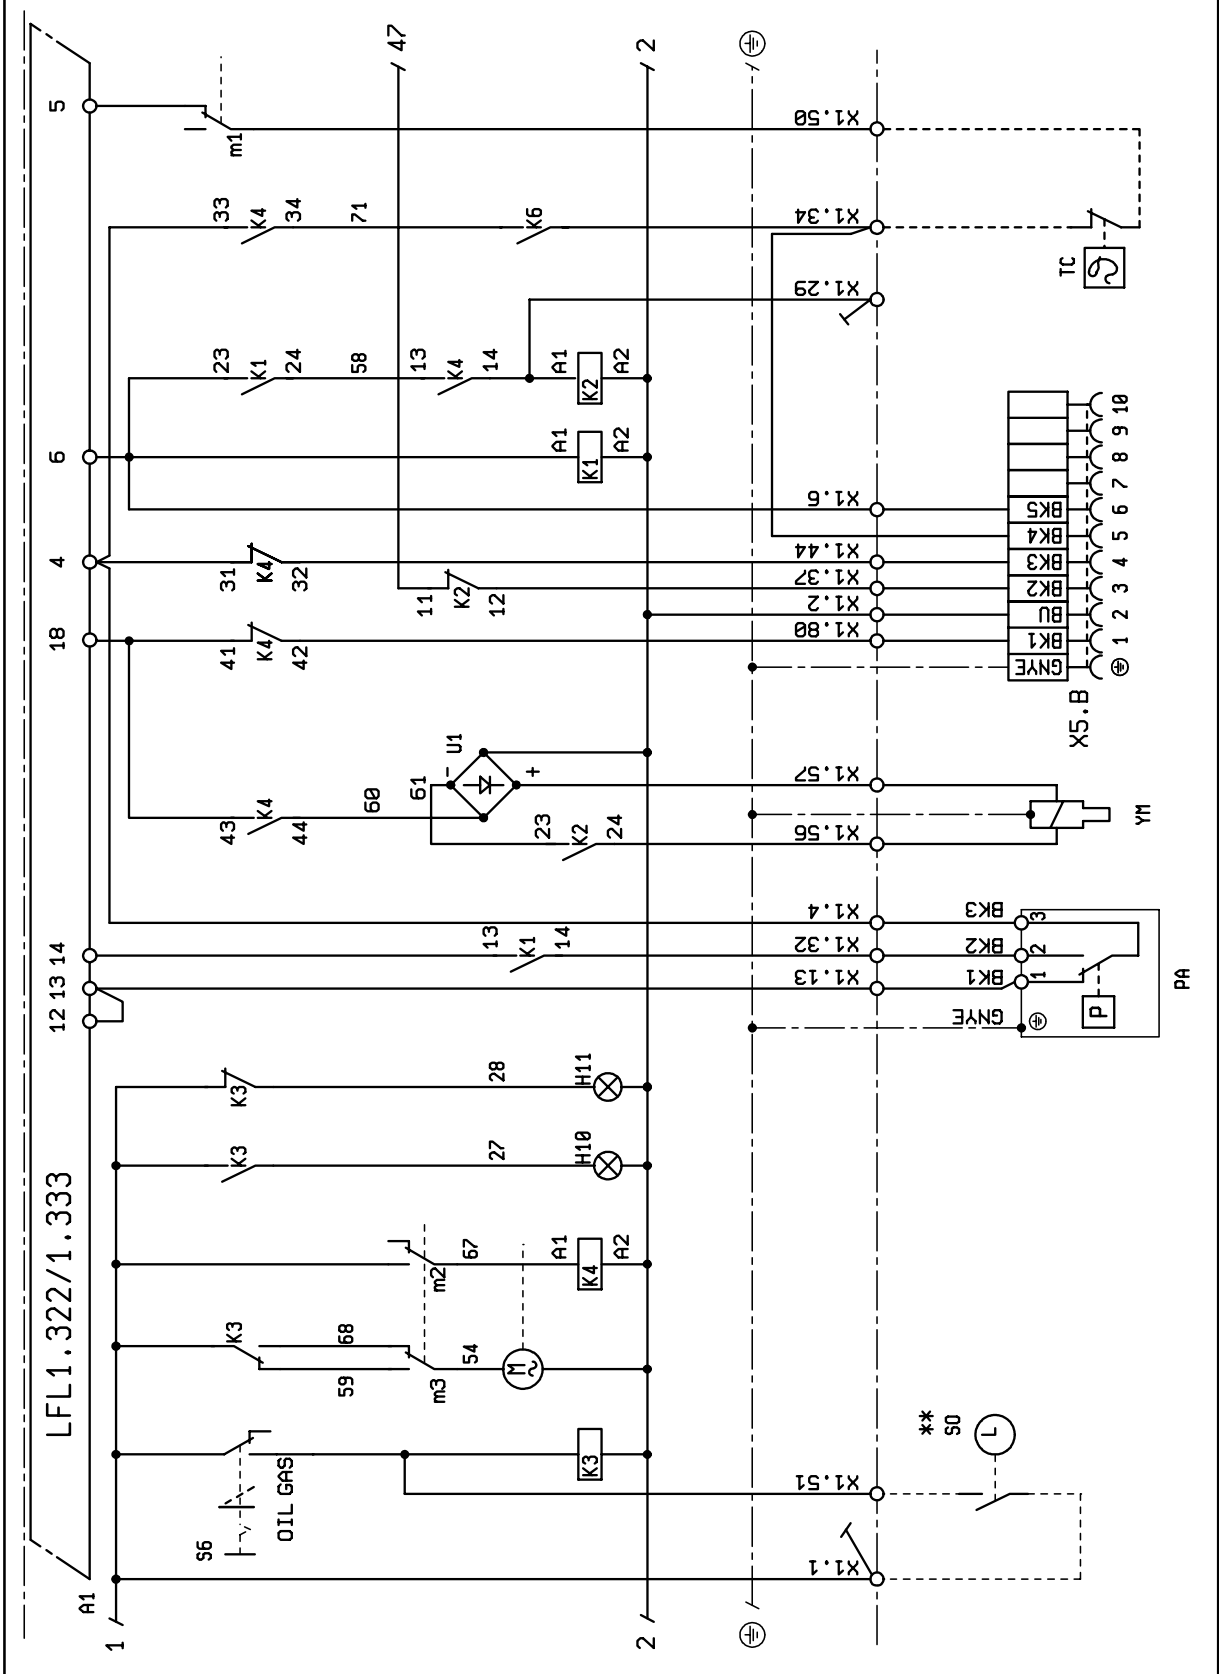 LFL1.322/1.333
A1
12 13 14
18
4
6
5
1
S6
OIL GAS
K3
68
59
m3
54
M
m2
67
A1
K4
A2
K3
K3
27
H10
K3
28
H11
13
K1
14
43
K4
44
60
61
U1
-
+
23
K2
24
41
K4
42
31
K4
32
11
K2
12
A1
K1
A2
23
K1
24
58
13
K4
14
A1
K2
A2
33
K4
34
71
K6
m1
47
2
2
X1.1
X1.51
X1.13
X1.32
X1.4
X1.56
X1.57
X1.80
X1.2
X1.37
X1.44
X1.6
X1.29
X1.34
X1.50
**
SO
L
GNYE
BK1
BK2
BK3
1
2
3
P
PA
YM
X5.B
GNYE
BK1
BU
BK2
BK3
BK4
BK5
1 2 3 4 5 6 7 8 9 10
TC